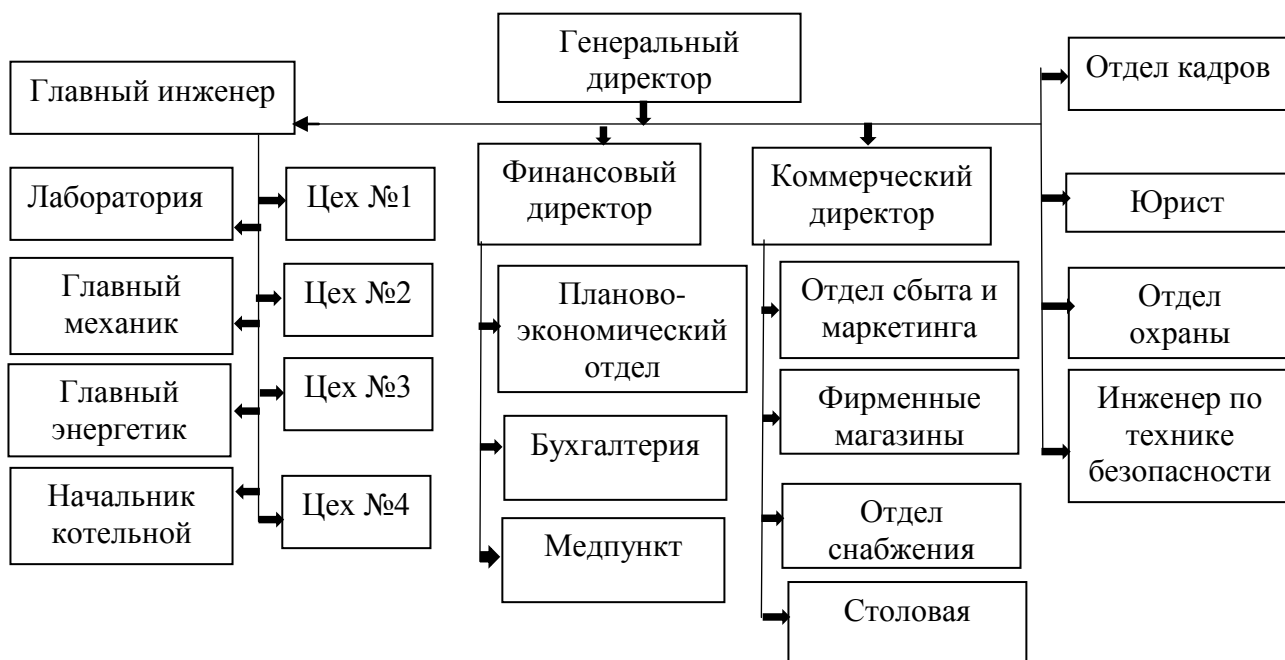 Генеральный
директор
Главный инженер
Отдел кадров
Финансовый
директор
Коммерческий
директор
Юрист
Лаборатория
Цех №1
Главный
механик
Цех №2
Планово-
экономический
отдел
Отдел сбыта и
маркетинга
Отдел
охраны
Главный
энергетик
Цех №3
Фирменные
магазины
Инженер по
технике
безопасности
Бухгалтерия
Начальник
котельной
Цех №4
Отдел
снабжения
Медпункт
Столовая